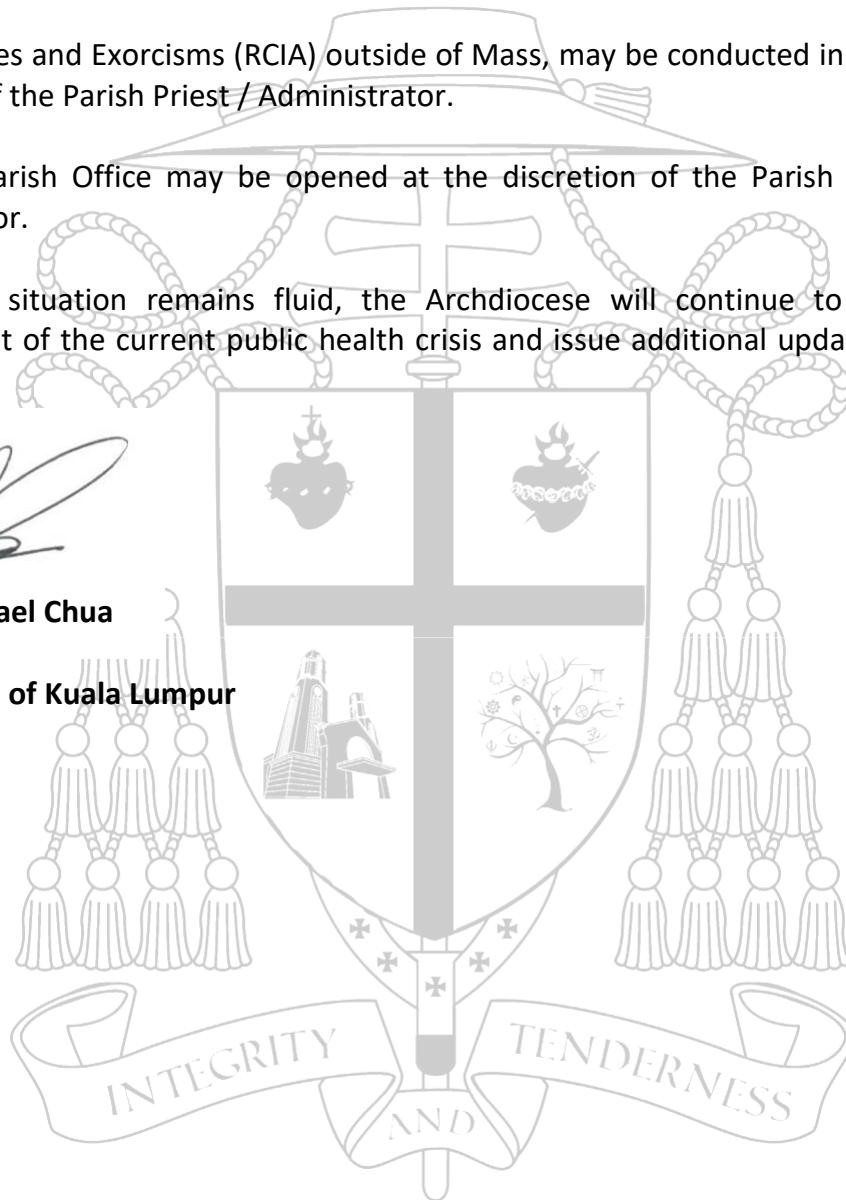 es and Exorcisms (RCIA) outside of Mass, may be conducted in
f the Parish Priest / Administrator.
arish Office may be opened at the discretion of the Parish
or.
situation remains fluid, the Archdiocese will continue to
t of the current public health crisis and issue additional upda
ael Chua
of Kuala Lumpur
INTEGRITY
AND
TENDERNESS